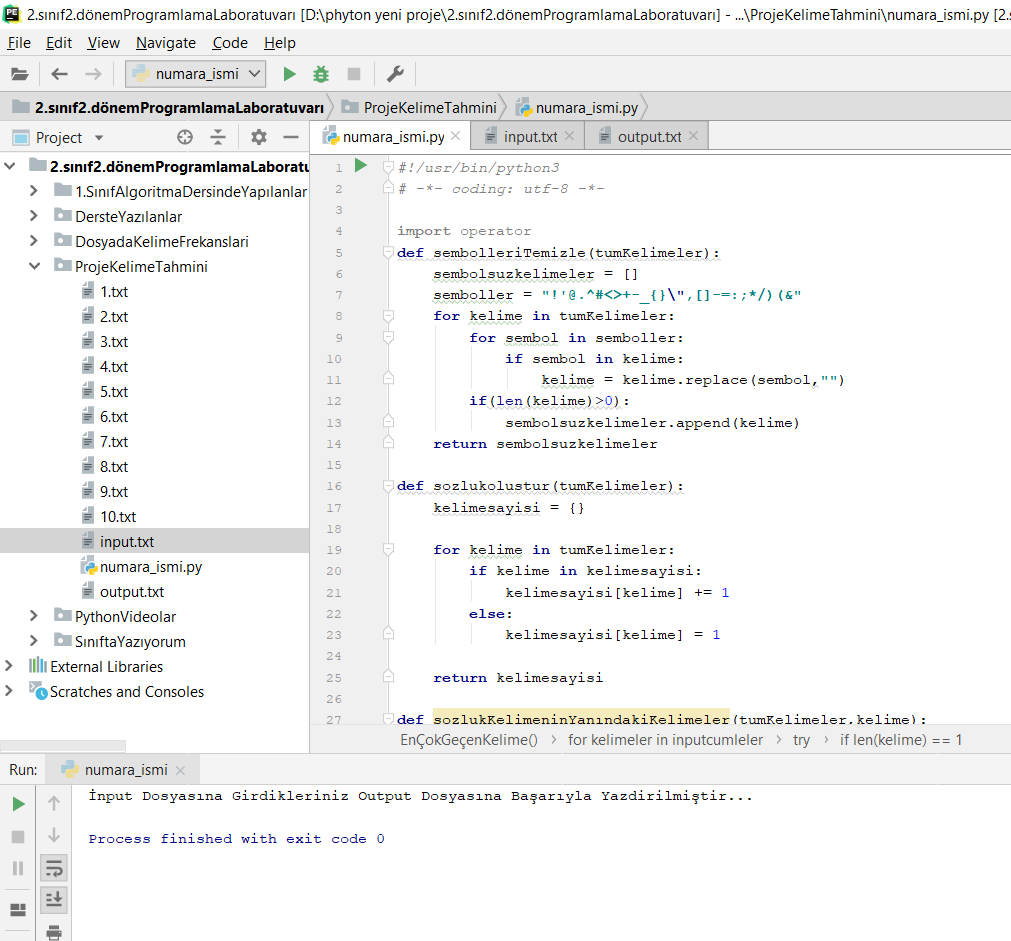 2.sınıf2.dönemProgramlamaLaboratuvarı [D:\phyton yeni proje\2.sınıf2.dönemProgramlamaLaboratuvarı] - ...\ProjeKelimeTahmini\numara_ismi.py [2.s
File Edit View Navigate Code Help
numara_ismi
2.sınıf2.dönemProgramlamaLaboratuvarı ProjeKelimeTahmini numara_ismi.py
Project
numara_ismi.py input.txt output.txt
2.sınıf2.dönemProgramlamaLaboratu
1.SınıfAlgoritmaDersindeYapılanlar
DersteYazılanlar
DosyadaKelimeFrekanslari
ProjeKelimeTahmini
1.txt
2.txt
3.txt
4.txt
5.txt
6.txt
7.txt
8.txt
9.txt
10.txt
input.txt
numara_ismi.py
output.txt
PythonVideolar
SınıftaYazıyorum
External Libraries
Scratches and Consoles
1 #!/usr/bin/python3
2 # -*- coding: utf-8 -*-
3
4 import operator
5 def sembolleriTemizle(tumKelimeler):
6 sembolsuzkelimeler = []
7 semboller = "!'@.^#<>+-_{}\",[]-=:;*/)(&"
8 for kelime in tumKelimeler:
9 for sembol in semboller:
10 if sembol in kelime:
11 kelime = kelime.replace(sembol,"")
12 if(len(kelime)>0):
13 sembolsuzkelimeler.append(kelime)
14 return sembolsuzkelimeler
15
16 def sozlukolustur(tumKelimeler):
17 kelimesayisi = {}
18
19 for kelime in tumKelimeler:
20 if kelime in kelimesayisi:
21 kelimesayisi[kelime] += 1
22 else:
23 kelimesayisi[kelime] = 1
24
25 return kelimesayisi
26
27 def sozlukKelimeninYanındakiKelimeler(tumKelimeler,kelime):
EnÇokGeçenKelime() › for kelimeler in inputcumleler › try › if len(kelime) == 1
Run: numara_ismi
İnput Dosyasına Girdikleriniz Output Dosyasına Başarıyla Yazdirilmiştir...
Process finished with exit code 0